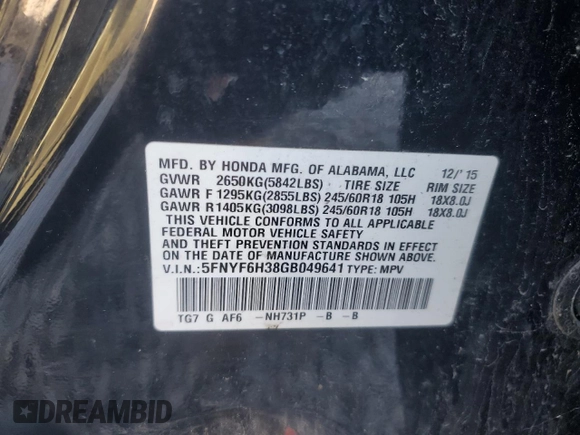 MFD. BY HONDA MFG. OF ALABAMA, LLC 12/'15
GVWR 2650KG(5842LBS) TIRE SIZE RIM SIZE
GAWR F 1295KG(2855LBS) 245/60R18 105H 18X8.0J
GAWR R 1405KG(3098LBS) 245/60R18 105H 18X8.0J
THIS VEHICLE CONFORMS TO ALL APPLICABLE
FEDERAL MOTOR VEHICLE SAFETY
AND THEFT PREVENTION STANDARDS IN EFFECT
ON THE DATE OF MANUFACTURE SHOWN ABOVE.
V.I.N.:5FNYF6H38GB049641 TYPE: MPV
TG7 G AF6 -NH731P -B -B
DREAMBID